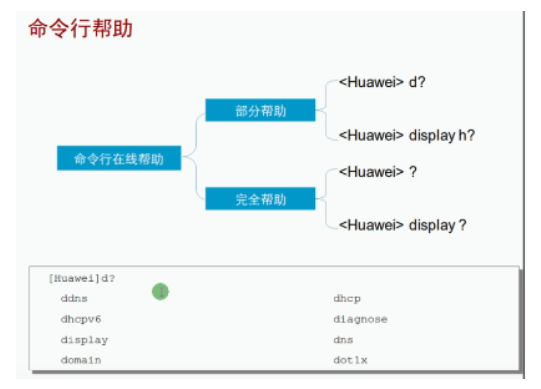 命令行帮助
<Huawei> d?
部分帮助
<Huawei> display h?
命令行在线帮助
<Huawei> ?
完全帮助
<Huawei> display ?
[Huawei]d?
ddns dhcp
dhcpv6 diagnose
display dns
domain dot1x